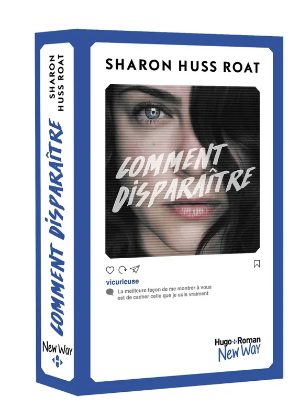 SHARON
HUSS ROAT
COMMENT DISPARAÎTRE
New Way
SHARON HUSS ROAT
COMMENT
DISPARAÎTRE
vicurieuse
La meilleure façon de me montrer à vous
est de cacher celle que je suis vraiment
Hugo Roman
New Way